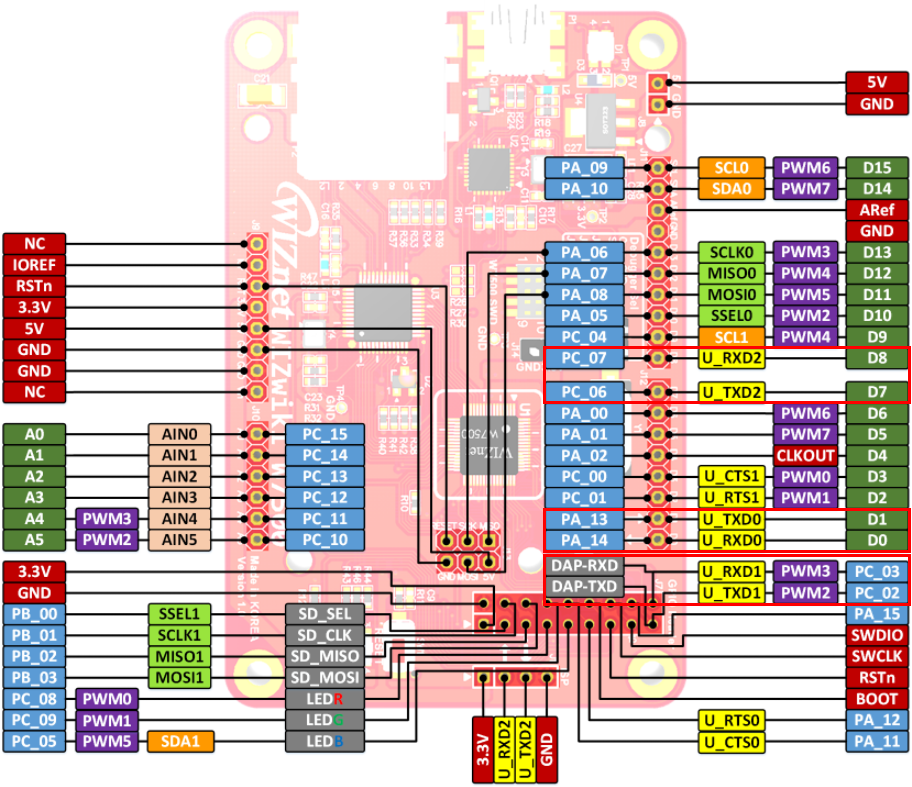 5V
GND
PA_09 SCL0 PWM6 D15
PA_10 SDA0 PWM7 D14
ARef
GND
NC
IOREF
RSTn
3.3V
5V
GND
GND
NC
PA_06 SCLK0 PWM3 D13
PA_07 MISO0 PWM4 D12
PA_08 MOSI0 PWM5 D11
PA_05 SSEL0 PWM2 D10
PC_04 SCL1 PWM4 D9
PC_07 U_RXD2 D8
PC_06 U_TXD2 D7
PA_00 PWM6 D6
PA_01 PWM7 D5
PA_02 CLKOUT D4
PC_00 U_CTS1 PWM0 D3
PC_01 U_RTS1 PWM1 D2
PA_13 U_TXD0 D1
PA_14 U_RXD0 D0
A0 AIN0 PC_15
A1 AIN1 PC_14
A2 AIN2 PC_13
A3 AIN3 PC_12
A4 PWM3 AIN4 PC_11
A5 PWM2 AIN5 PC_10
WIZnet WIZwiki
WIZnet
W7500
RESET SCK MISO
GND MOSI 5V
DAP-RXD U_RXD1 PWM3 PC_03
DAP-TXD U_TXD1 PWM2 PC_02
3.3V
GND
PB_00 SSEL1 SD_SEL
PB_01 SCLK1 SD_CLK
PB_02 MISO1 SD_MISO
PB_03 MOSI1 SD_MOSI
PC_08 PWM0 LEDR
PC_09 PWM1 LEDG
PC_05 PWM5 SDA1 LEDB
PA_15
SWDIO
SWCLK
RSTn
BOOT
U_RTS0 PA_12
U_CTS0 PA_11
3.3V
U_RXD2
U_TXD2
GND